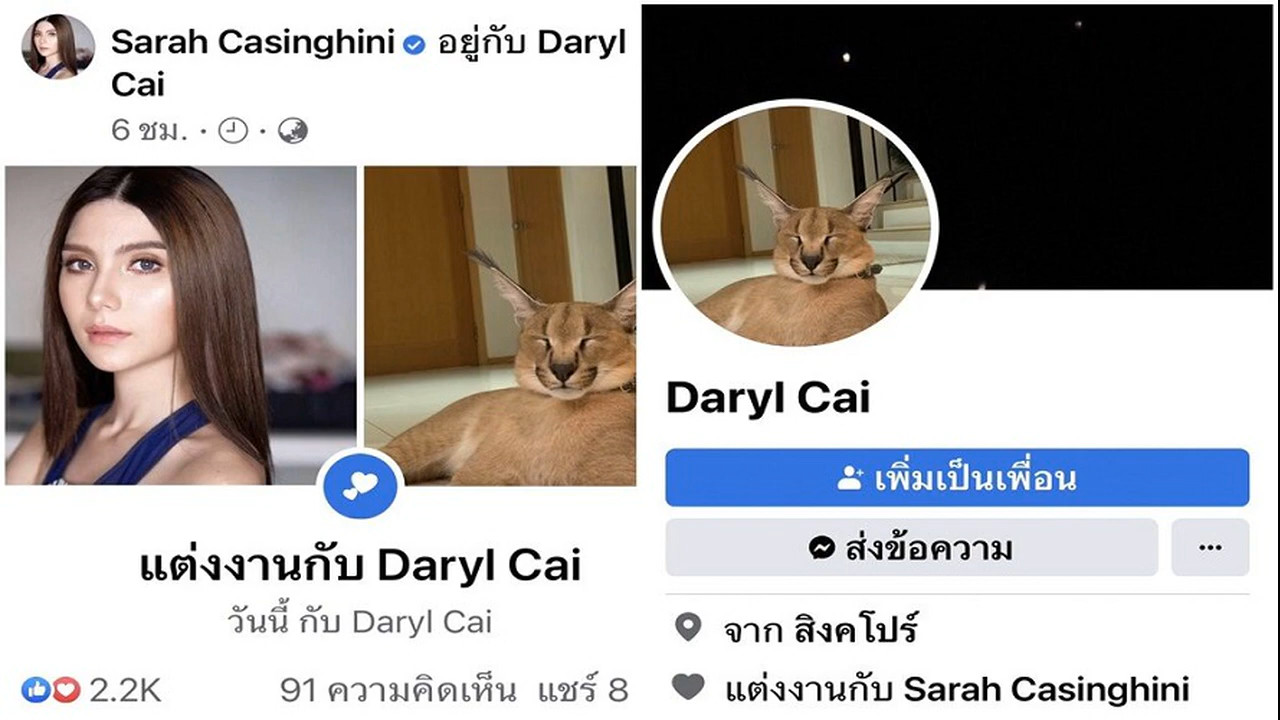 Sarah Casinghini อยู่กับ Daryl
Cai
6 ชม. · ·
แต่งงานกับ Daryl Cai
วันนี้ กับ Daryl Cai
2.2K 91 ความคิดเห็น แชร์ 8
Daryl Cai
เพิ่มเป็นเพื่อน
ส่งข้อความ ...
จาก สิงคโปร์
แต่งงานกับ Sarah Casinghini